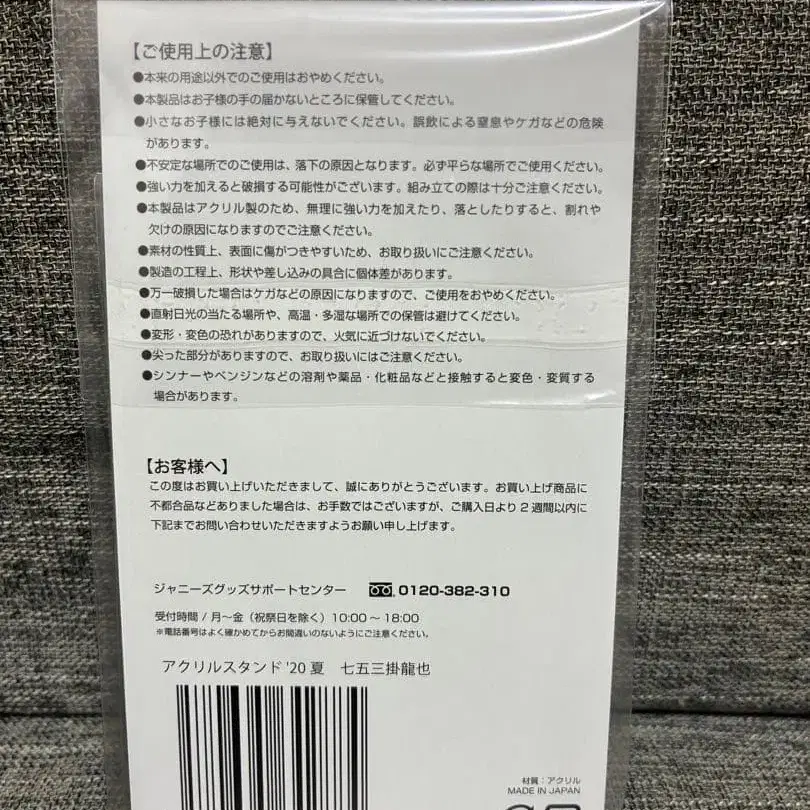 【ご使用上の注意】
●本来の用途以外でのご使用はおやめください。
●本製品はお子様の手の届かないところに保管してください。
●小さなお子様には絶対に与えないでください。誤飲による窒息やケガなどの危険
があります。
●不安定な場所でのご使用は、落下の原因となります。必ず平らな場所でご使用ください。
●強い力を加えると破損する可能性がございます。組み立ての際は十分ご注意ください。
●本製品はアクリル製のため、無理に強い力を加えたり、落としたりすると、割れや
欠けの原因になりますのでご注意ください。
●素材の性質上、表面に傷がつきやすいため、お取り扱いにご注意ください。
●製造の工程上、形状や差し込みの具合に個体差があります。
●万一破損した場合はケガなどの原因になりますので、ご使用をおやめください。
●直射日光の当たる場所や、高温・多湿な場所での保管は避けてください。
●変形・変色の恐れがありますので、火気に近づけないでください。
●尖った部分がありますので、お取り扱いにはご注意ください。
●シンナーやベンジンなどの溶剤や薬品・化粧品などと接触すると変色・変質する
場合があります。
【お客様へ】
この度はお買い上げいただきまして、誠にありがとうございます。お買い上げ商品に
不都合品などありました場合は、お手数ではございますが、ご購入日より2週間以内に
下記までお問い合わせいただきますようお願い申し上げます。
ジャニーズグッズサポートセンター 0120-382-310
受付時間 / 月〜金（祝祭日を除く）10:00〜18:00
※電話番号はよく確かめてからお間違いのないようにご注意ください。
アクリルスタンド '20 夏 七五三掛龍也
材質：アクリル
MADE IN JAPAN